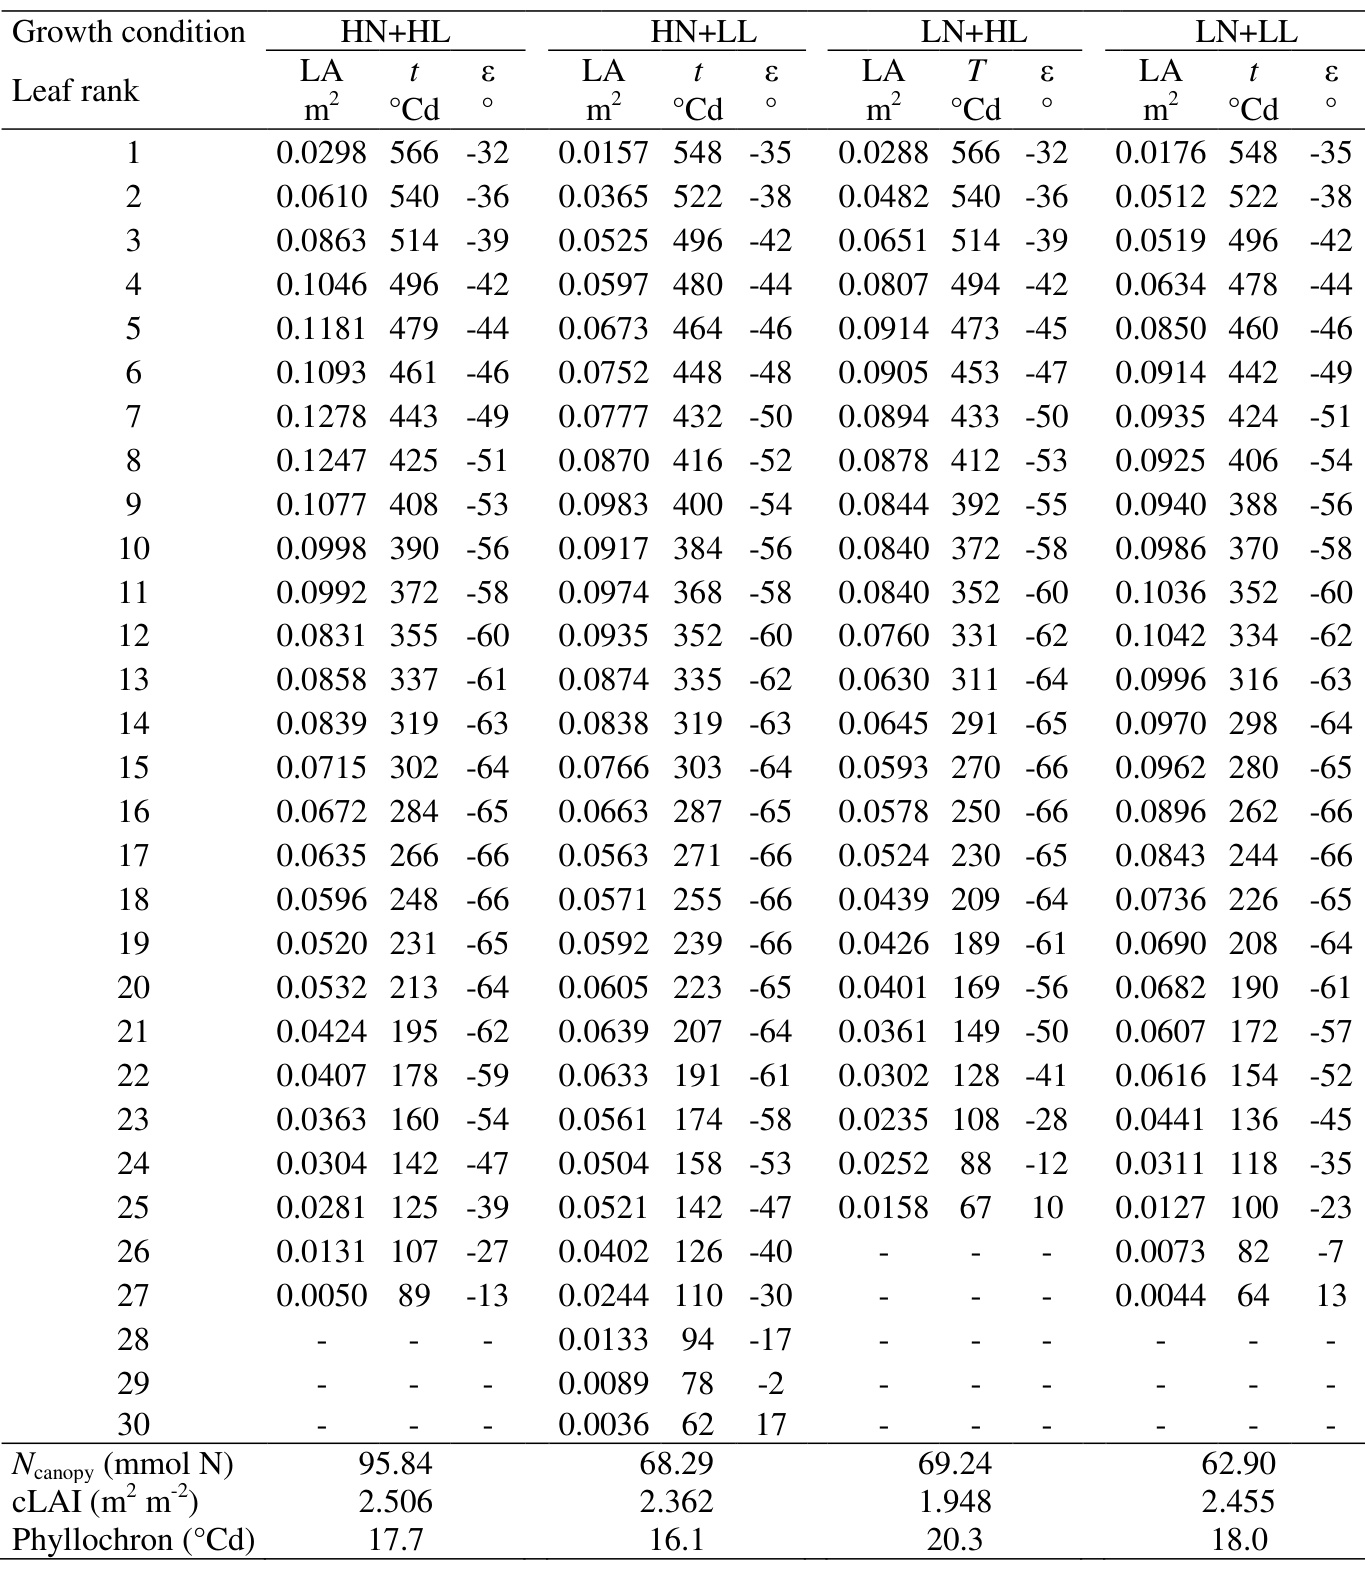 Growth condition HN+HL HN+LL LN+HL LN+LL
Leaf rank LA t ε LA t ε LA T ε LA t ε
m² °Cd ° m² °Cd ° m² °Cd ° m² °Cd °
1 0.0298 566 -32 0.0157 548 -35 0.0288 566 -32 0.0176 548 -35
2 0.0610 540 -36 0.0365 522 -38 0.0482 540 -36 0.0512 522 -38
3 0.0863 514 -39 0.0525 496 -42 0.0651 514 -39 0.0519 496 -42
4 0.1046 496 -42 0.0597 480 -44 0.0807 494 -42 0.0634 478 -44
5 0.1181 479 -44 0.0673 464 -46 0.0914 473 -45 0.0850 460 -46
6 0.1093 461 -46 0.0752 448 -48 0.0905 453 -47 0.0914 442 -49
7 0.1278 443 -49 0.0777 432 -50 0.0894 433 -50 0.0935 424 -51
8 0.1247 425 -51 0.0870 416 -52 0.0878 412 -53 0.0925 406 -54
9 0.1077 408 -53 0.0983 400 -54 0.0844 392 -55 0.0940 388 -56
10 0.0998 390 -56 0.0917 384 -56 0.0840 372 -58 0.0986 370 -58
11 0.0992 372 -58 0.0974 368 -58 0.0840 352 -60 0.1036 352 -60
12 0.0831 355 -60 0.0935 352 -60 0.0760 331 -62 0.1042 334 -62
13 0.0858 337 -61 0.0874 335 -62 0.0630 311 -64 0.0996 316 -63
14 0.0839 319 -63 0.0838 319 -63 0.0645 291 -65 0.0970 298 -64
15 0.0715 302 -64 0.0766 303 -64 0.0593 270 -66 0.0962 280 -65
16 0.0672 284 -65 0.0663 287 -65 0.0578 250 -66 0.0896 262 -66
17 0.0635 266 -66 0.0563 271 -66 0.0524 230 -65 0.0843 244 -66
18 0.0596 248 -66 0.0571 255 -66 0.0439 209 -64 0.0736 226 -65
19 0.0520 231 -65 0.0592 239 -66 0.0426 189 -61 0.0690 208 -64
20 0.0532 213 -64 0.0605 223 -65 0.0401 169 -56 0.0682 190 -61
21 0.0424 195 -62 0.0639 207 -64 0.0361 149 -50 0.0607 172 -57
22 0.0407 178 -59 0.0633 191 -61 0.0302 128 -41 0.0616 154 -52
23 0.0363 160 -54 0.0561 174 -58 0.0235 108 -28 0.0441 136 -45
24 0.0304 142 -47 0.0504 158 -53 0.0252 88 -12 0.0311 118 -35
25 0.0281 125 -39 0.0521 142 -47 0.0158 67 10 0.0127 100 -23
26 0.0131 107 -27 0.0402 126 -40 - - - 0.0073 82 -7
27 0.0050 89 -13 0.0244 110 -30 - - - 0.0044 64 13
28 - - - 0.0133 94 -17 - - - - - -
29 - - - 0.0089 78 -2 - - - - - -
30 - - - 0.0036 62 17 - - - - - -
Ncanopy (mmol N) 95.84 68.29 69.24 62.90
cLAI (m² m⁻²) 2.506 2.362 1.948 2.455
Phyllochron (°Cd) 17.7 16.1 20.3 18.0